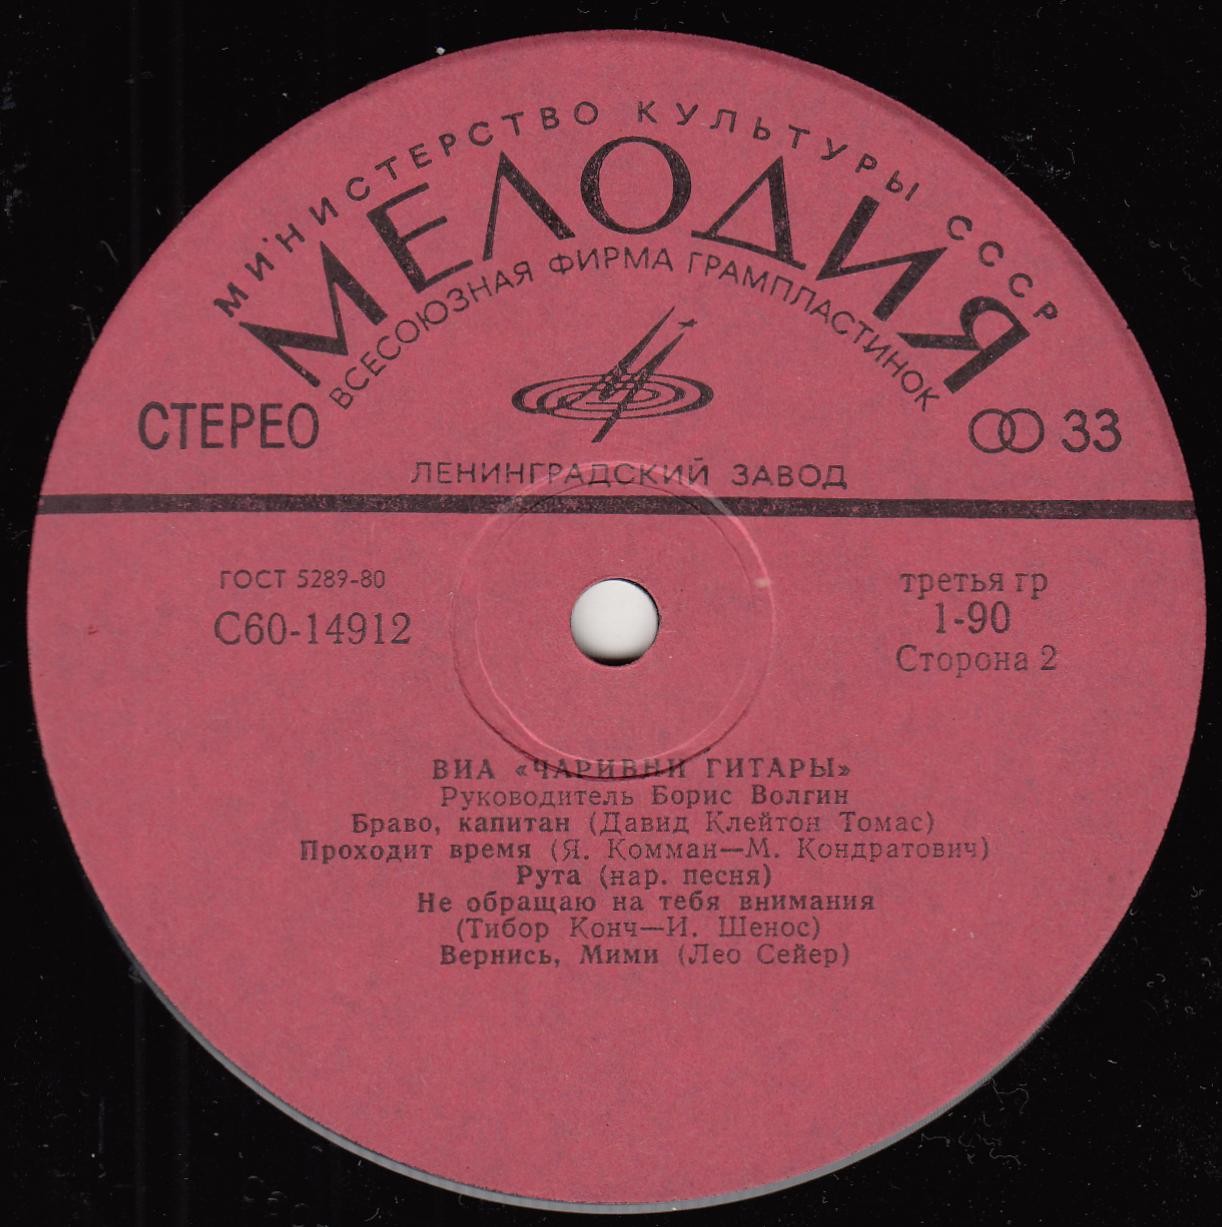 МИНИСТЕРСТВО КУЛЬТУРЫ СССР
МЕЛОДИЯ
ВСЕСОЮЗНАЯ ФИРМА ГРАМПЛАСТИНОК
СТЕРЕО
33
ЛЕНИНГРАДСКИЙ ЗАВОД
ГОСТ 5289-80
С60-14912
третья гр
1-90
Сторона 2
ВИА «ЧАРИВНИ ГИТАРЫ»
Руководитель Борис Волгин
Браво, капитан (Давид Клейтон Томас)
Проходит время (Я. Комман—М. Кондратович)
Рута (нар. песня)
Не обращаю на тебя внимания
(Тибор Конч—И. Шенос)
Вернись, Мими (Лео Сейер)